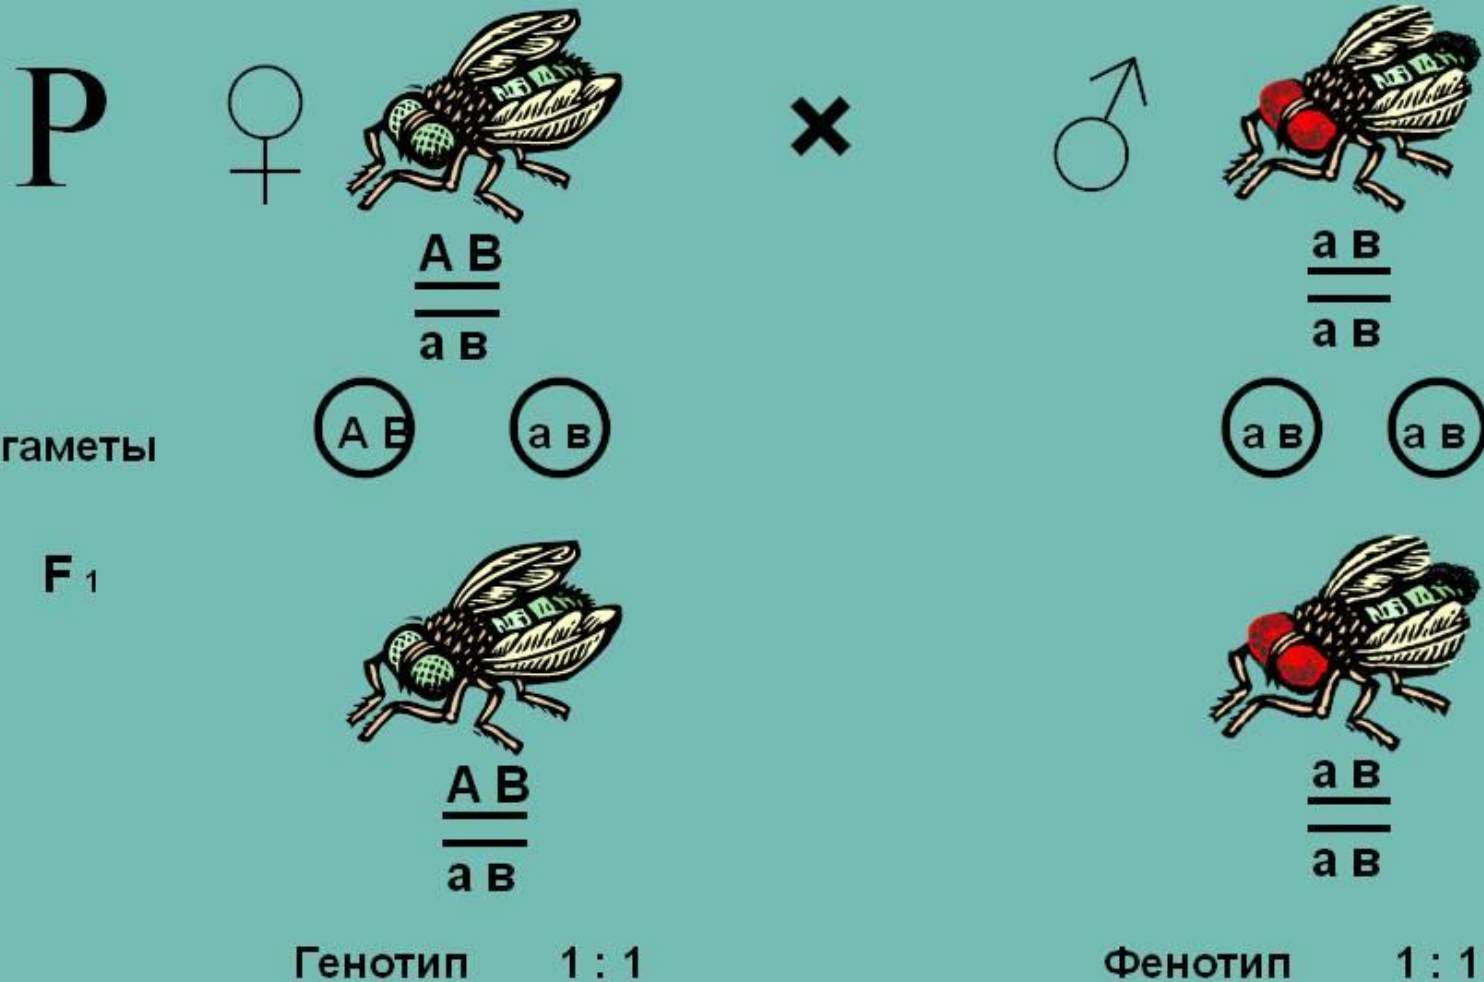 P ♀ × ♂
А В а в
а в а в
гаметы А В а в а в а в
F 1
А В а в
а в а в
Генотип 1 : 1 Фенотип 1 : 1